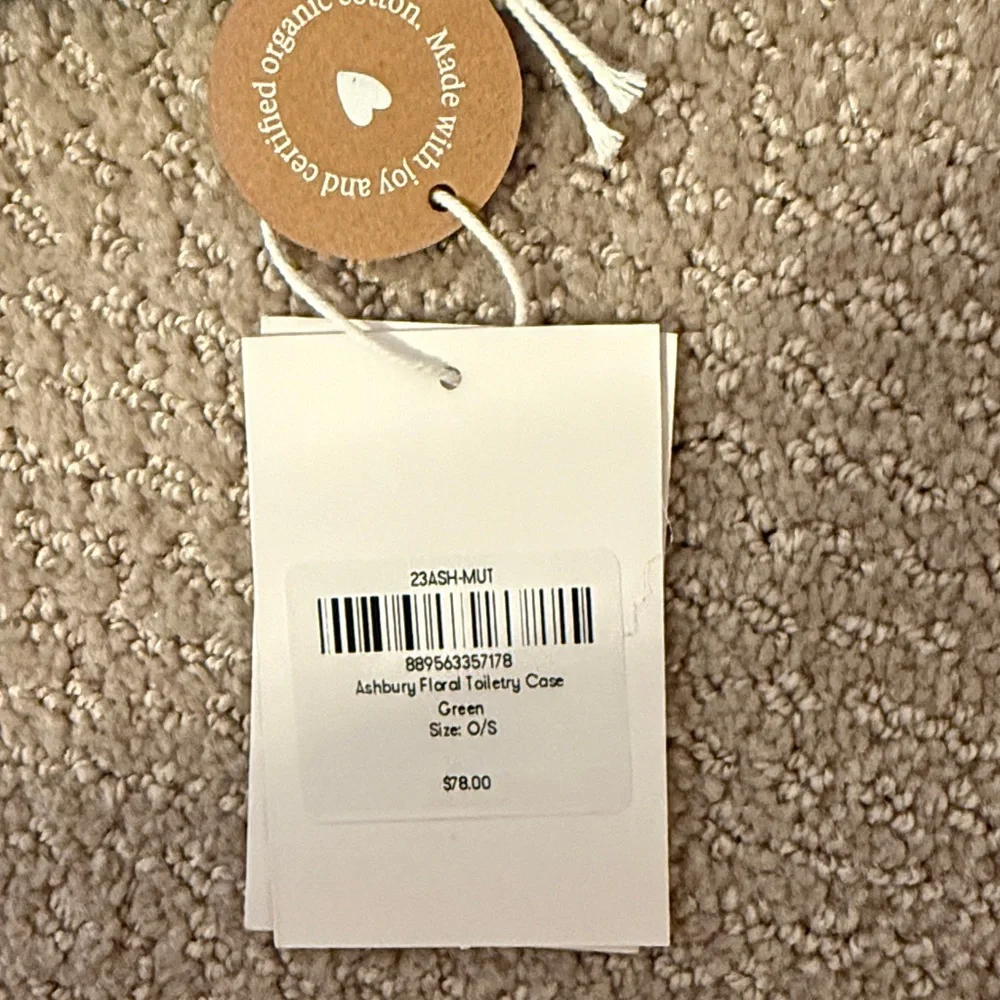 Made with joy and certified organic cotton.
23ASH-MUT
889563357178
Ashbury Floral Toiletry Case
Green
Size: O/S
$78.00